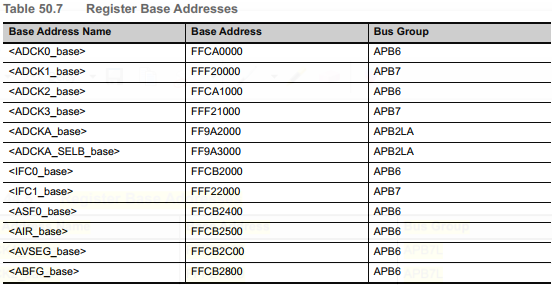 Table 50.7 Register Base Addresses
Base Address Name Base Address Bus Group
<ADCK0_base> FFCA0000 APB6
<ADCK1_base> FFF20000 APB7
<ADCK2_base> FFCA1000 APB6
<ADCK3_base> FFF21000 APB7
<ADCKA_base> FF9A2000 APB2LA
<ADCKA_SELB_base> FF9A3000 APB2LA
<IFC0_base> FFCB2000 APB6
<IFC1_base> FFF22000 APB7
<ASF0_base> FFCB2400 APB6
<AIR_base> FFCB2500 APB6
<AVSEG_base> FFCB2C00 APB6
<ABFG_base> FFCB2800 APB6